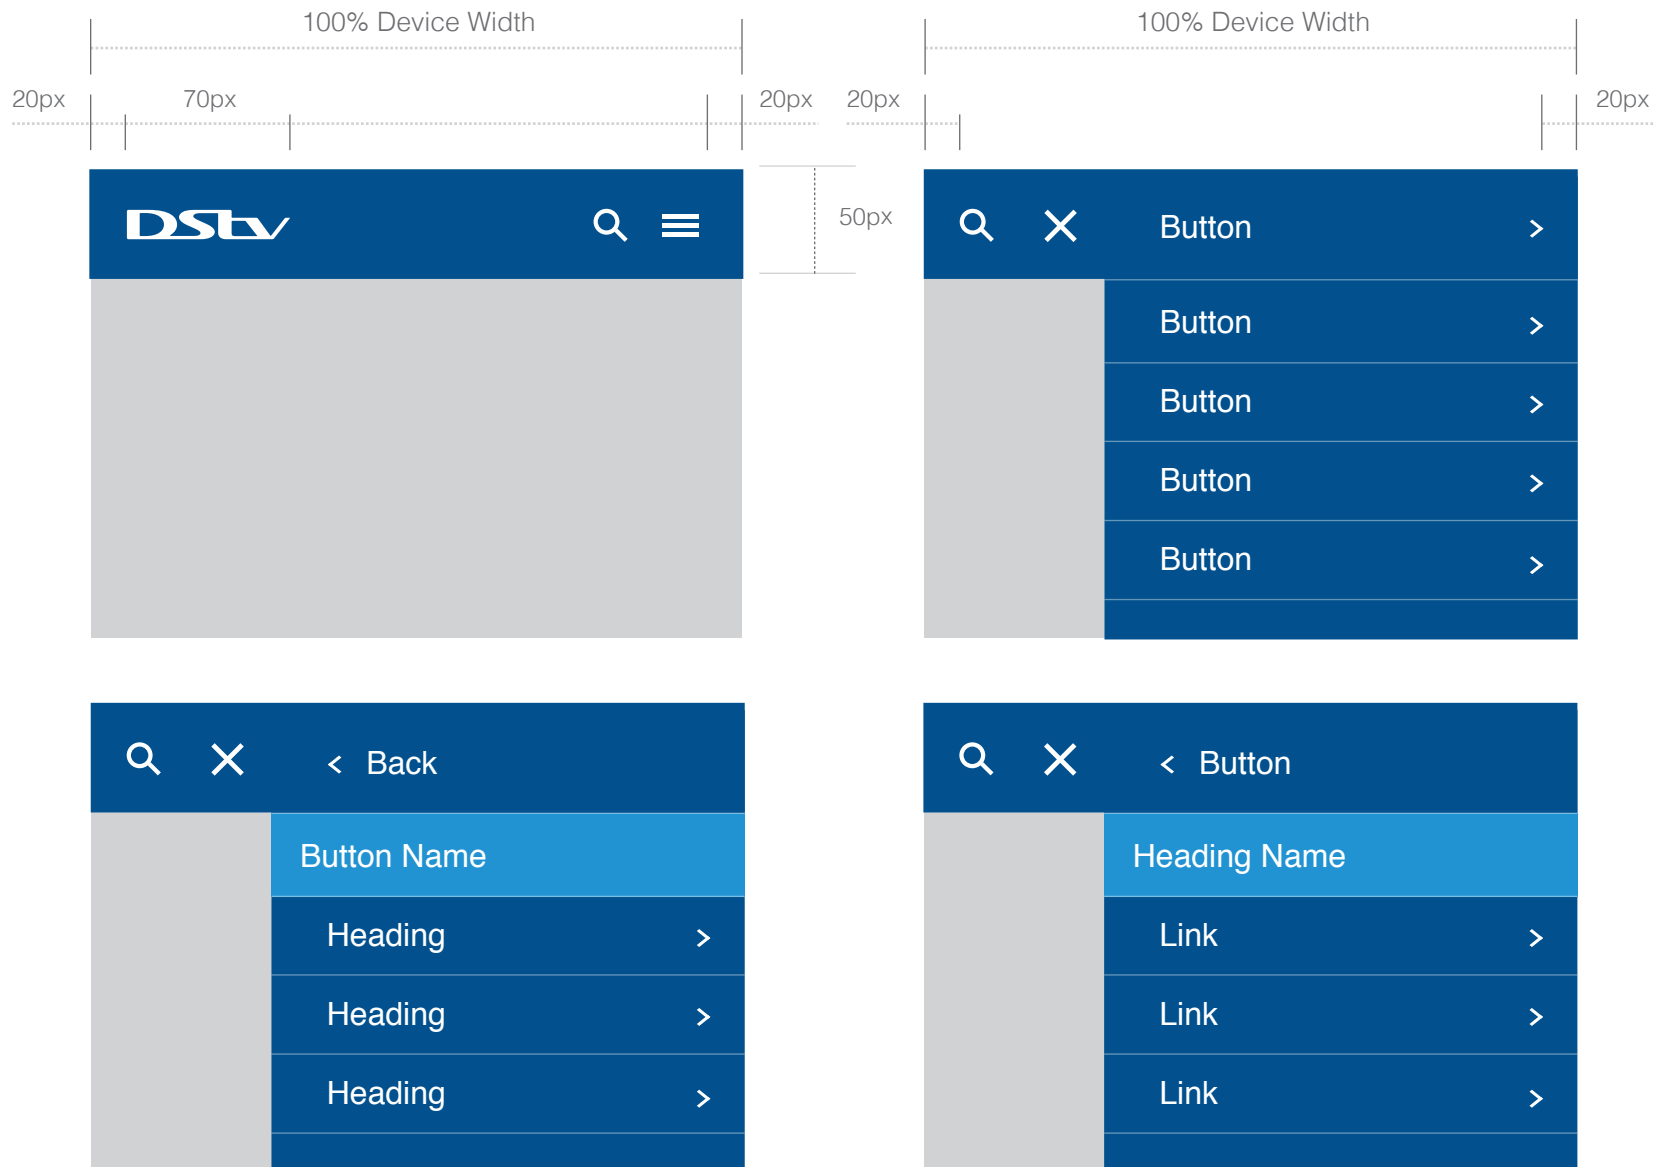 100% Device Width
100% Device Width
20px 70px 20px 20px 20px
DStv
50px
Button
Button
Button
Button
Button
Back
Button Name
Heading
Heading
Heading
Button
Heading Name
Link
Link
Link